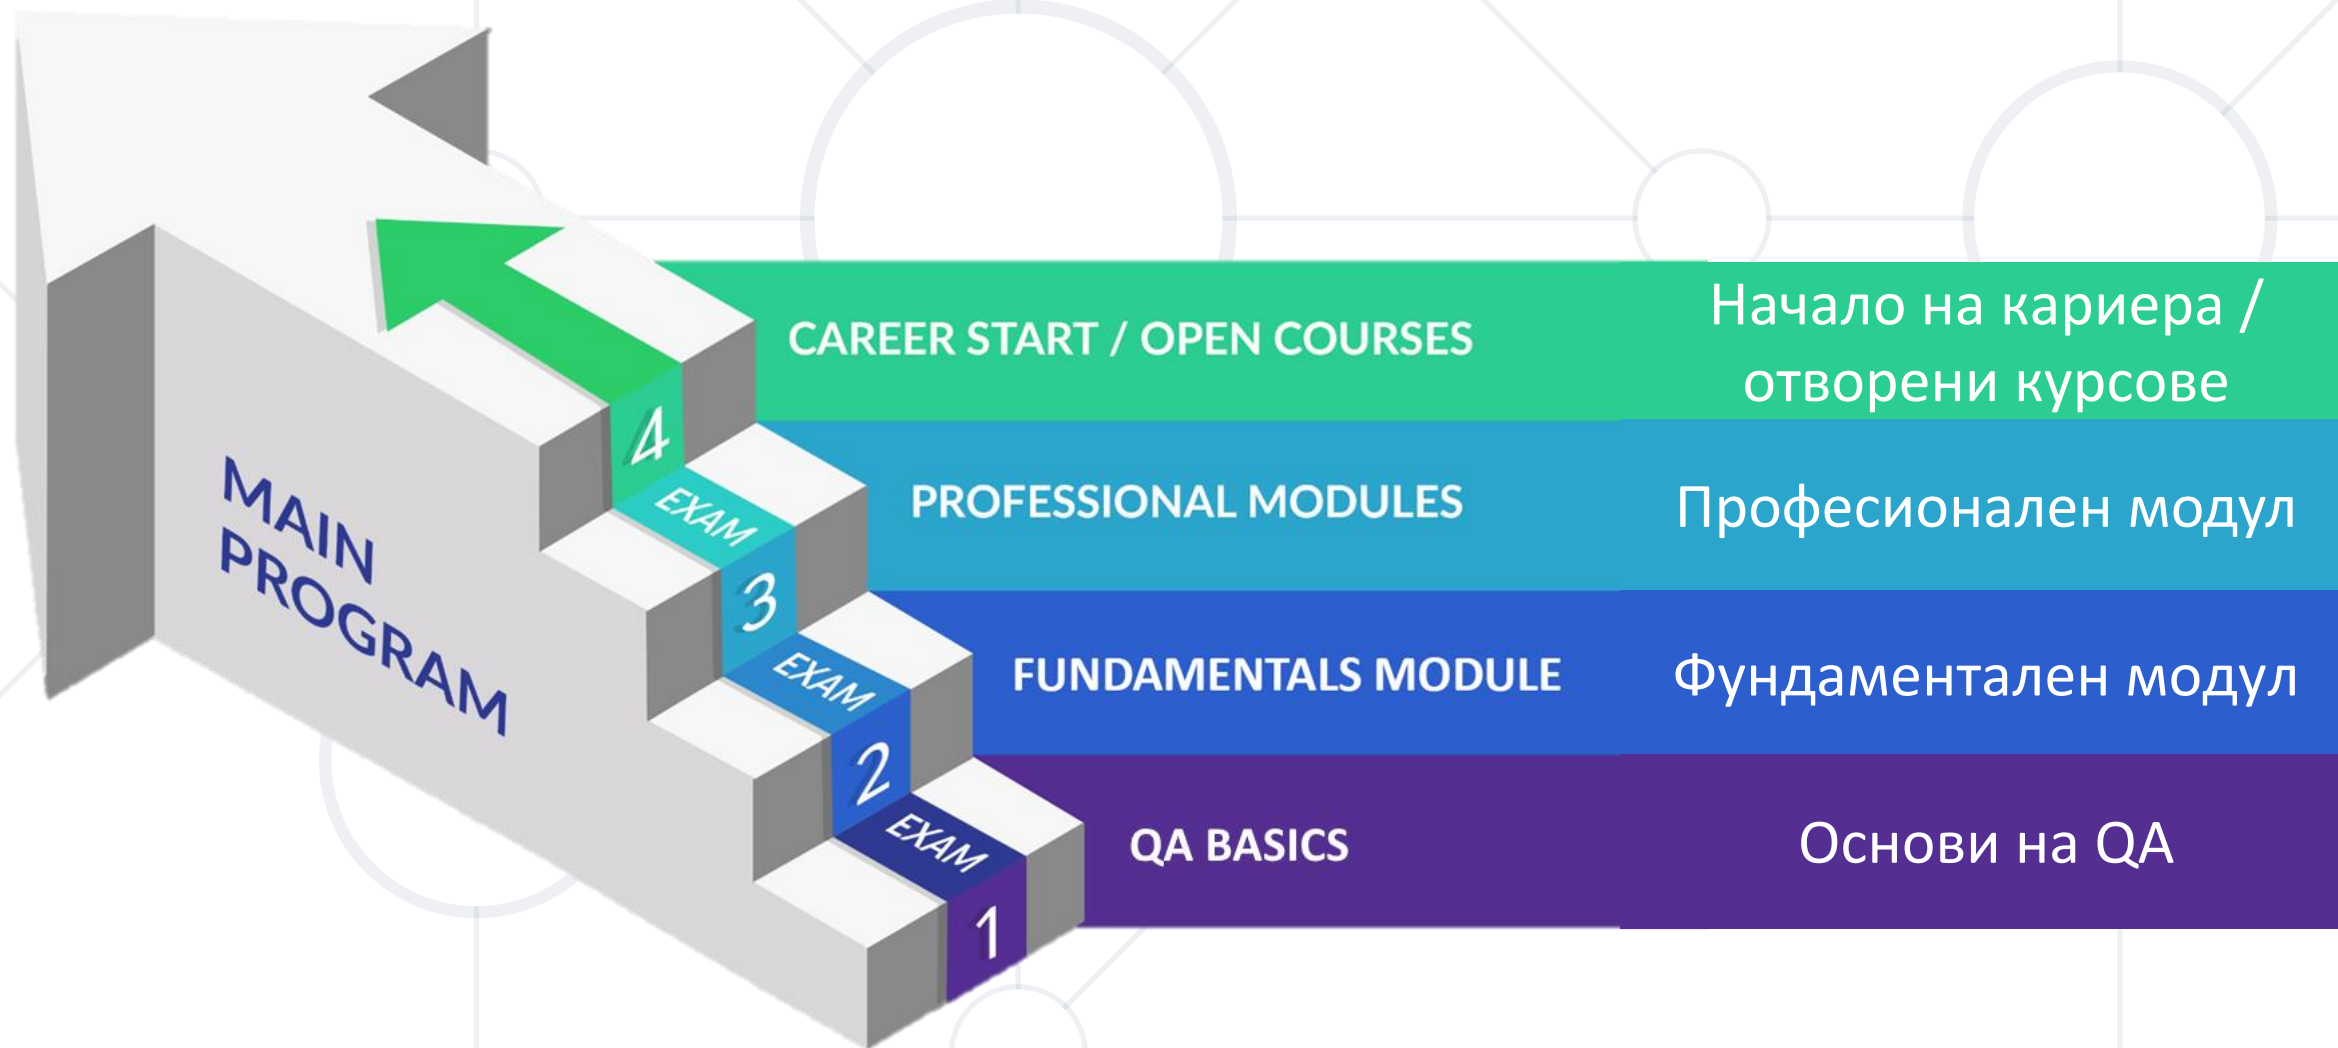 MAIN
PROGRAM
4
CAREER START / OPEN COURSES
Начало на кариера /
отворени курсове
EXAM
3
PROFESSIONAL MODULES
Професионален модул
EXAM
2
FUNDAMENTALS MODULE
Фундаментален модул
EXAM
1
QA BASICS
Основи на QA